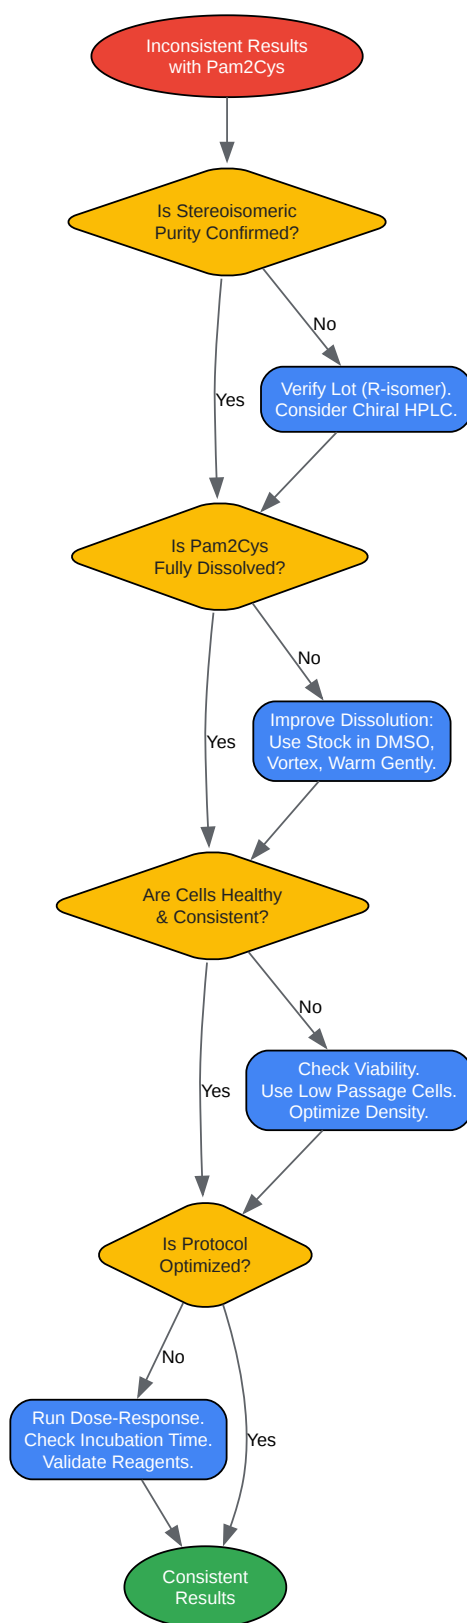 Inconsistent Results
with Pam2Cys
Is Stereoisomeric
Purity Confirmed?
No
Verify Lot (R-isomer).
Consider Chiral HPLC.
Yes
Is Pam2Cys
Fully Dissolved?
No
Improve Dissolution:
Use Stock in DMSO,
Vortex, Warm Gently.
Yes
Are Cells Healthy
& Consistent?
No
Check Viability.
Use Low Passage Cells.
Optimize Density.
Yes
Is Protocol
Optimized?
No
Run Dose-Response.
Check Incubation Time.
Validate Reagents.
Yes
Consistent
Results